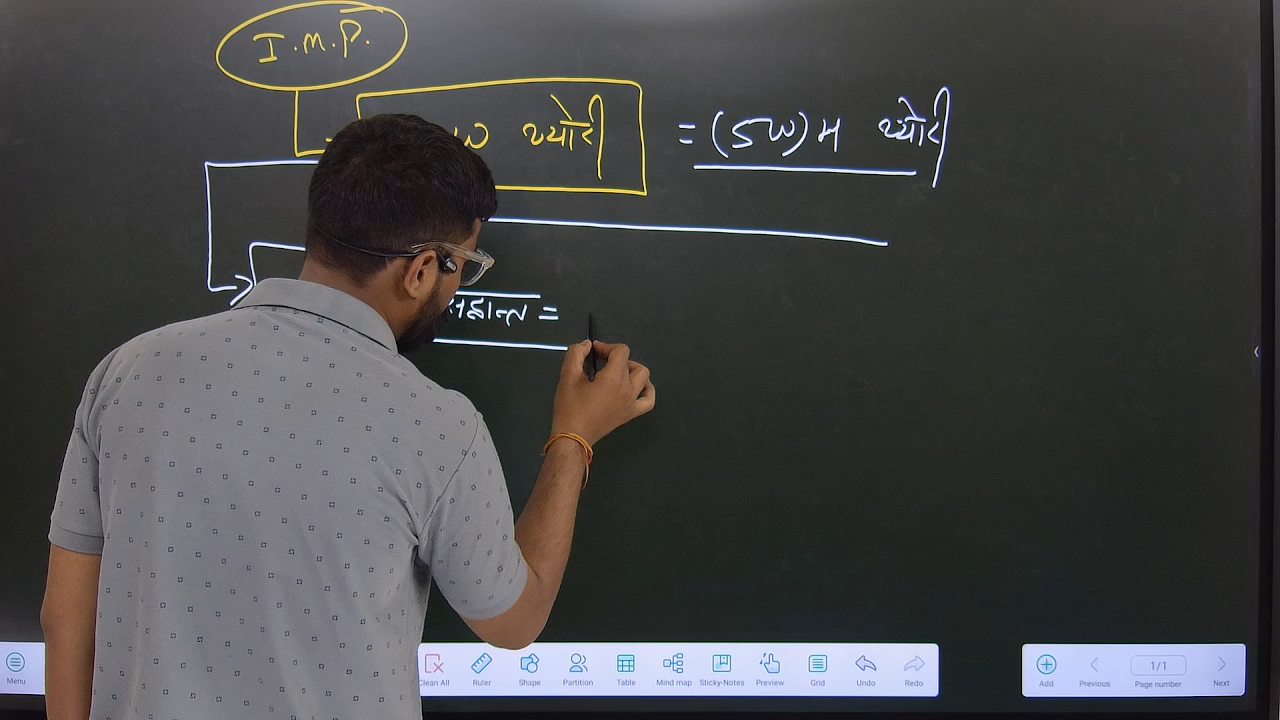 I.M.P.
थ्योरी = (5W)H थ्योरी
=
Menu Clean All Ruler Shape Partition Table Mind map Sticky-Notes Preview Grid Undo Redo Add Previous 1/1 Page number Next